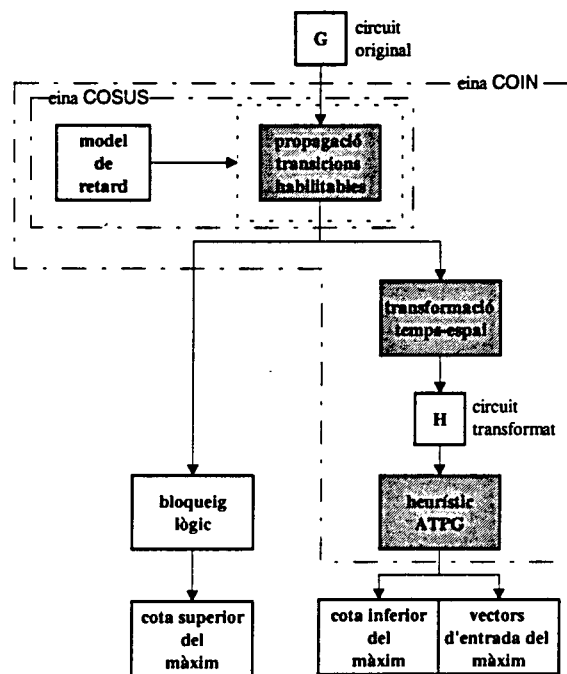 G
circuit
original
eina COIN
eina COSUS
model
de
retard
propagació
transicions
habilitables
transformació
temps-espai
H
circuit
transformat
bloqueig
lògic
heurístic
ATPG
cota superior
del
màxim
cota inferior
del
màxim
vectors
d'entrada del
màxim